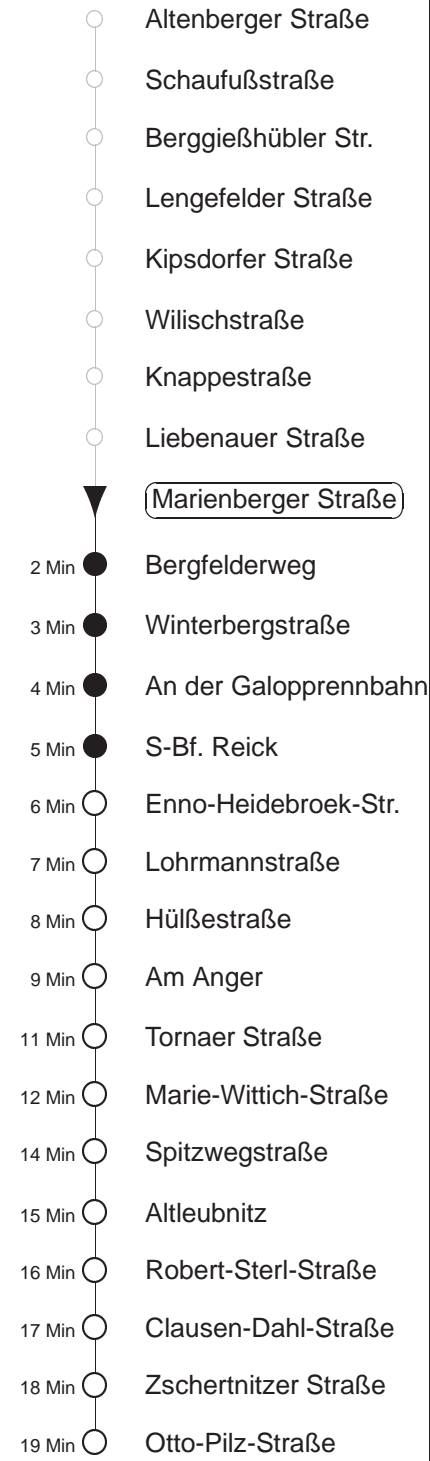 Altenberger Straße
Schaufußstraße
Berggießhübler Str.
Lengefelder Straße
Kipsdorfer Straße
Wilischstraße
Knappestraße
Liebenauer Straße
Marienberger Straße
2 Min Bergfelderweg
3 Min Winterbergstraße
4 Min An der Galopprennbahn
5 Min S-Bf. Reick
6 Min Enno-Heidebroek-Str.
7 Min Lohrmannstraße
8 Min Hülßestraße
9 Min Am Anger
11 Min Tornaer Straße
12 Min Marie-Wittich-Straße
14 Min Spitzwegstraße
15 Min Altleubnitz
16 Min Robert-Sterl-Straße
17 Min Clausen-Dahl-Straße
18 Min Zschertnitzer Straße
19 Min Otto-Pilz-Straße